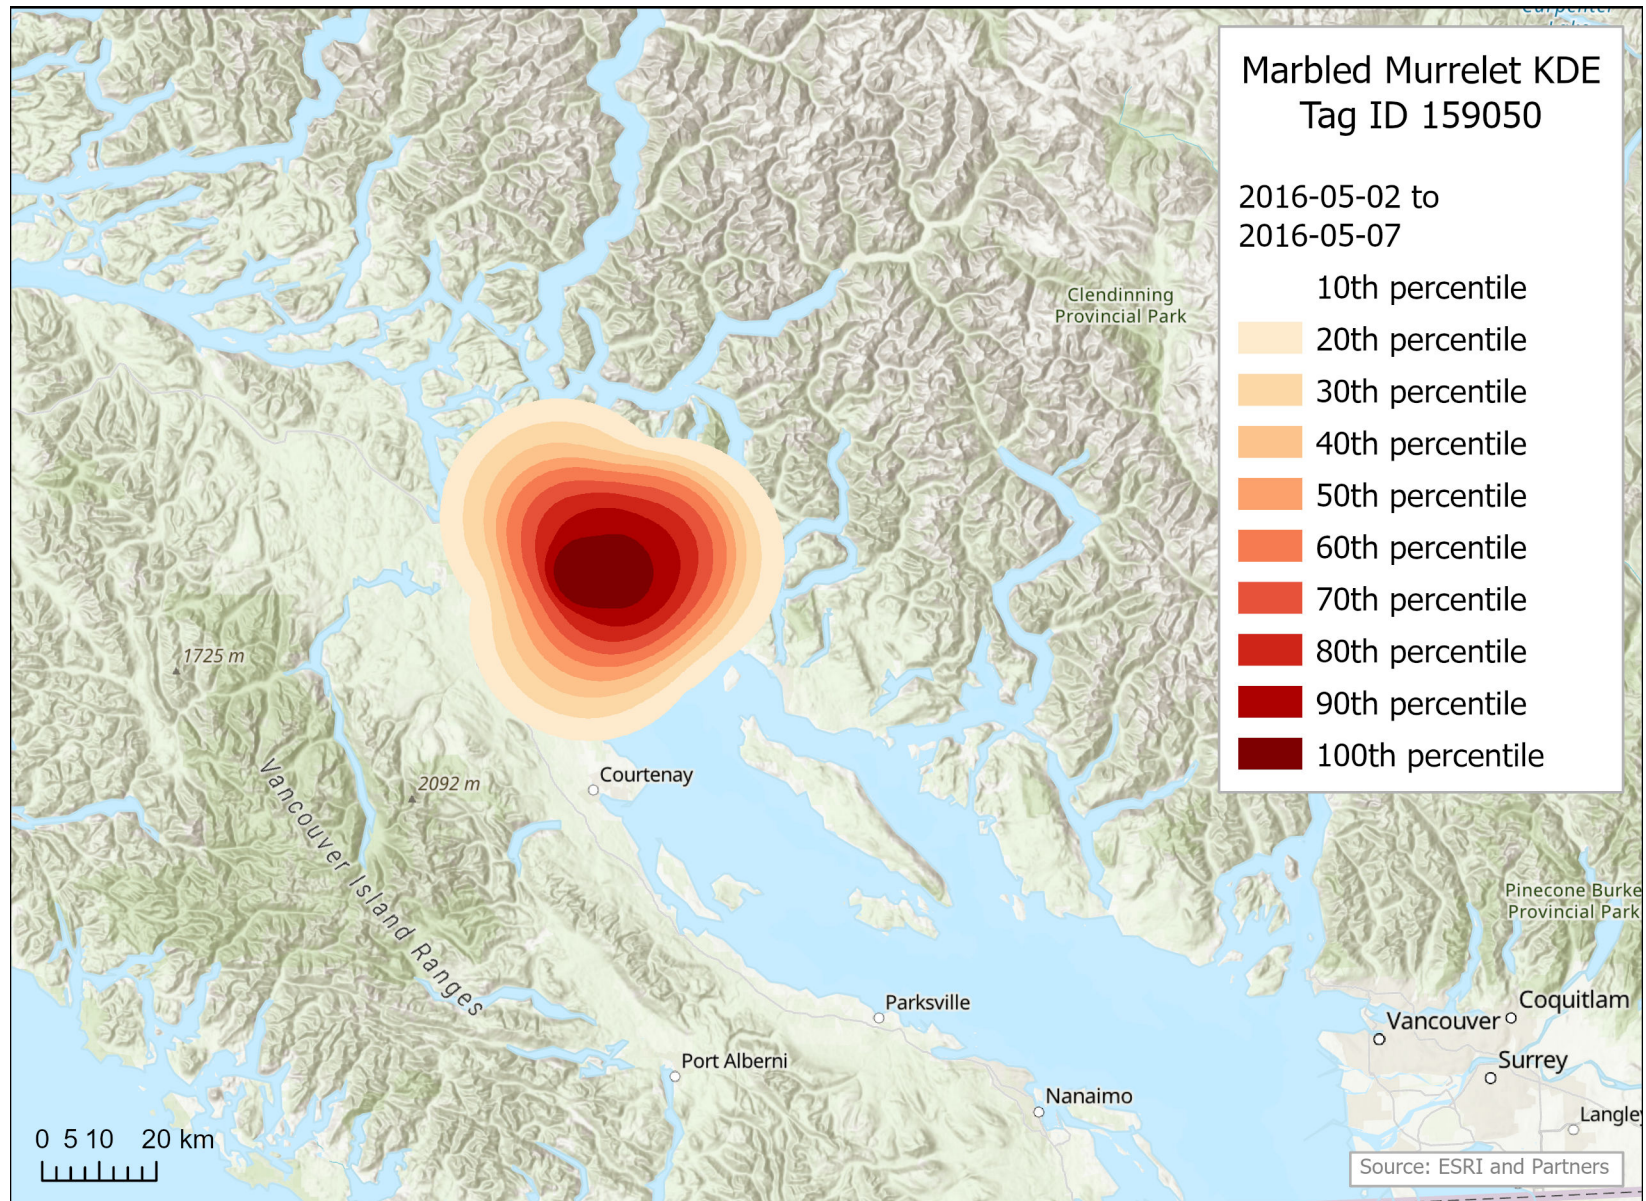 Carpenter
Lake
Marbled Murrelet KDE
Tag ID 159050
2016-05-02 to
2016-05-07
10th percentile
20th percentile
30th percentile
40th percentile
50th percentile
60th percentile
70th percentile
80th percentile
90th percentile
100th percentile
Clendinning
Provincial Park
1725 m
2092 m
Courtenay
Vancouver Island Ranges
Pinecone Burke
Provincial Park
Parksville
Coquitlam
Vancouver
Port Alberni
Surrey
Nanaimo
Langley
0 5 10 20 km
Source: ESRI and Partners